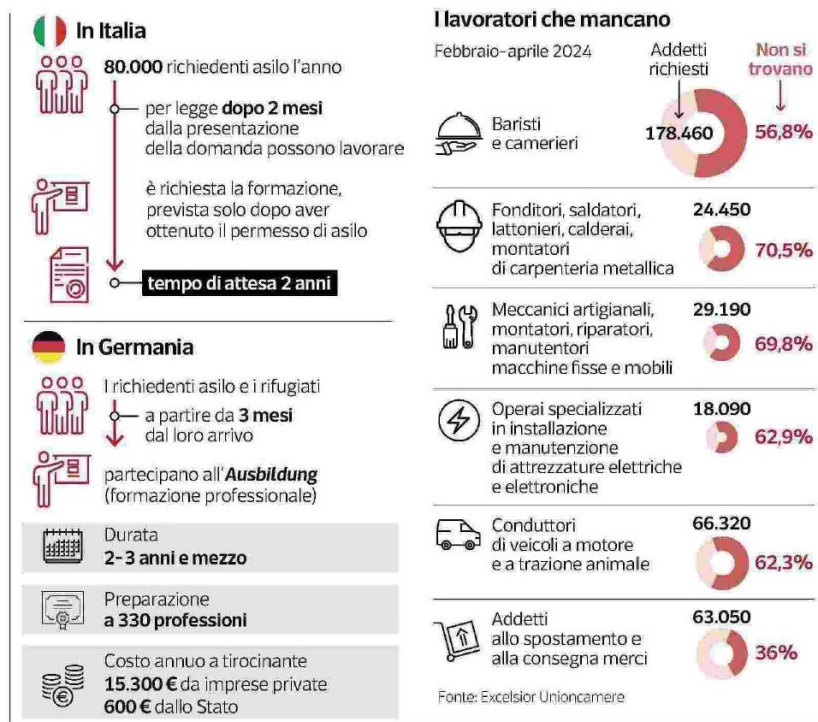 In Italia
80.000 richiedenti asilo l'anno
per legge dopo 2 mesi
dalla presentazione
della domanda possono lavorare
è richiesta la formazione,
prevista solo dopo aver
ottenuto il permesso di asilo
tempo di attesa 2 anni
In Germania
I richiedenti asilo e i rifugiati
a partire da 3 mesi
dal loro arrivo
partecipano all'Ausbildung
(formazione professionale)
Durata
2-3 anni e mezzo
Preparazione
a 330 professioni
Costo annuo a tirocinante
15.300 € da imprese private
600 € dallo Stato
I lavoratori che mancano
Febbraio-aprile 2024
Addetti
richiesti
Non si
trovano
Baristi
e camerieri
178.460
56,8%
Fonditori, saldatori,
lattonieri, calderai,
montatori
di carpenteria metallica
24.450
70,5%
Meccanici artigianali,
montatori, riparatori,
manutentori
macchine fisse e mobili
29.190
69,8%
Operai specializzati
in installazione
e manutenzione
di attrezzature elettriche
e elettroniche
18.090
62,9%
Conduttori
di veicoli a motore
e a trazione animale
66.320
62,3%
Addetti
allo spostamento e
alla consegna merci
63.050
36%
Fonte: Excelsior Unioncamere